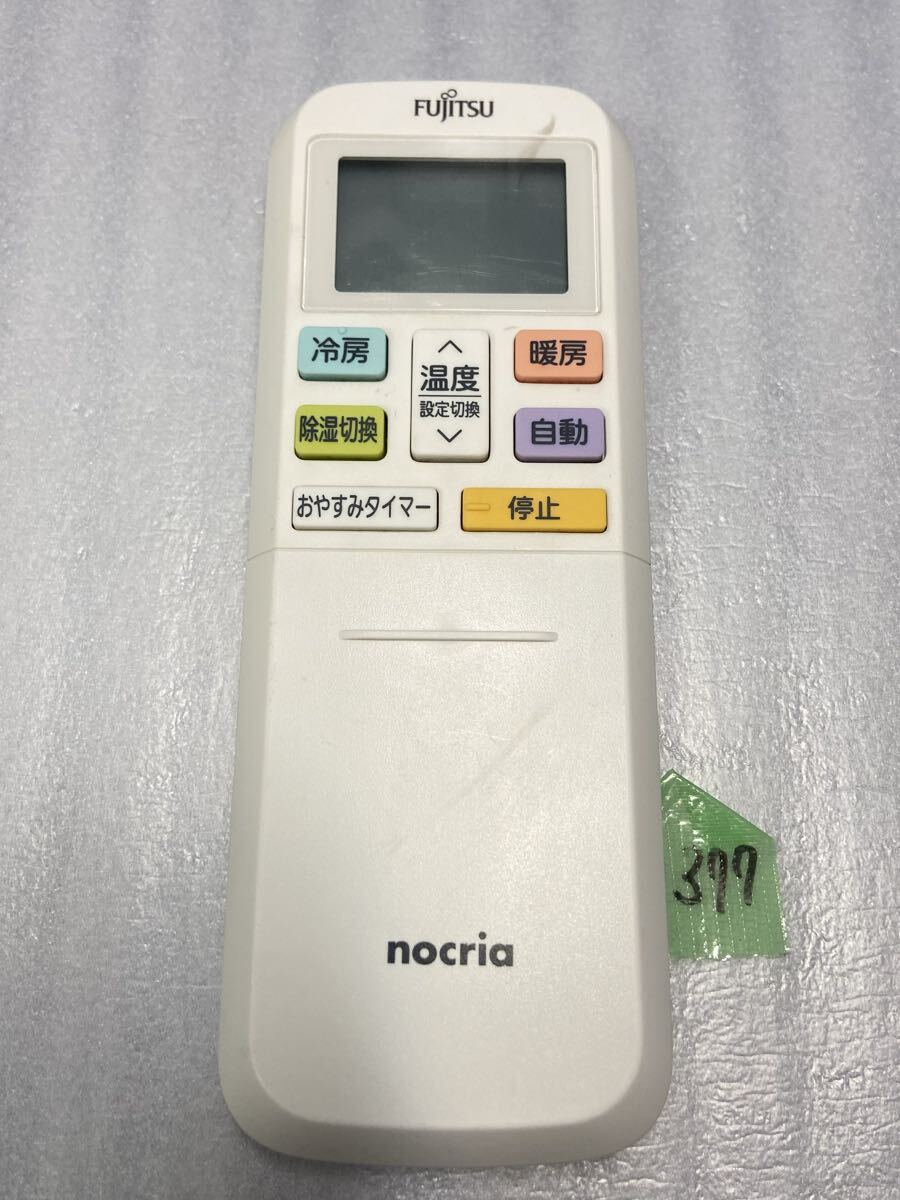 FUJITSU
冷房
温度
設定切換
暖房
除湿切換
自動
おやすみタイマー
停止
377
nocria